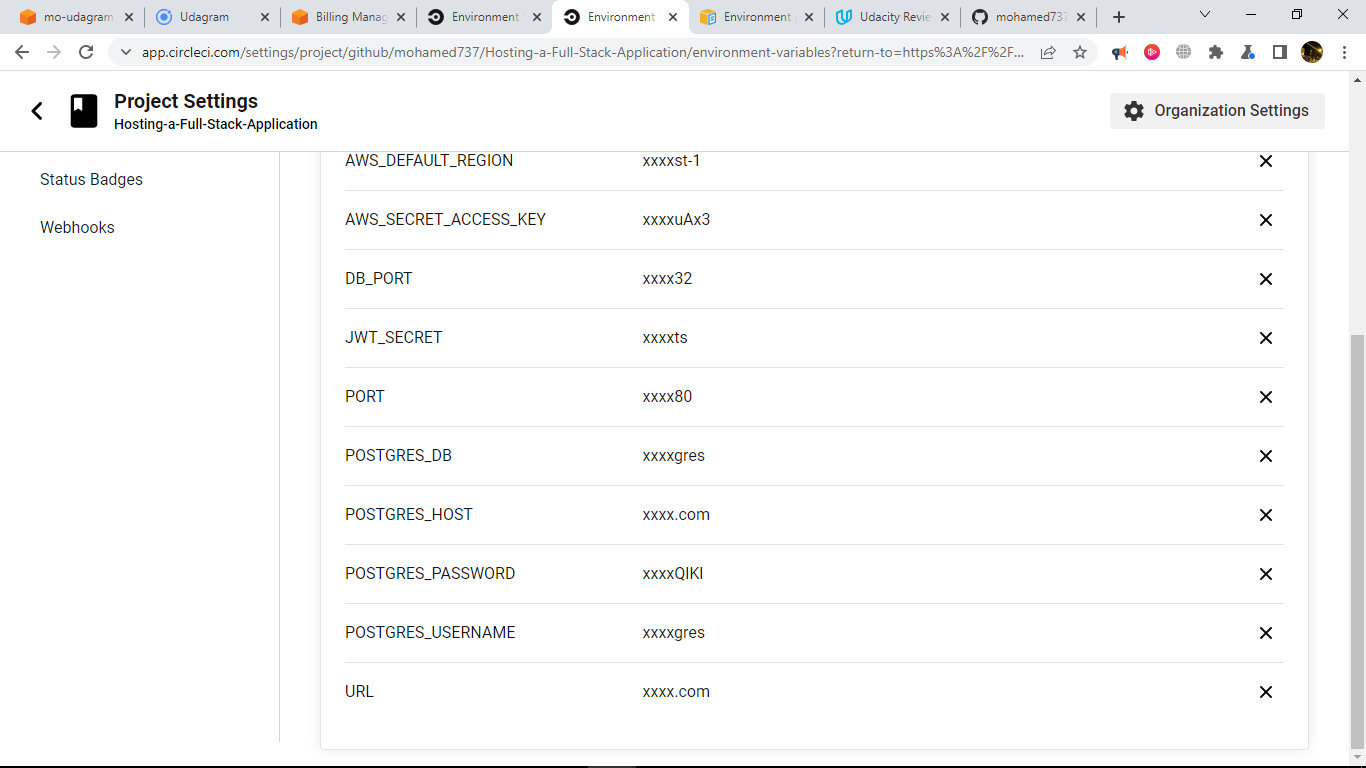 mo-udagram
Udagram
Billing Manag
Environment
Environment
Environment
Udacity Revie
mohamed737
app.circleci.com/settings/project/github/mohamed737/Hosting-a-Full-Stack-Application/environment-variables?return-to=https%3A%2F%2F...
Project Settings
Hosting-a-Full-Stack-Application
Organization Settings
Status Badges
Webhooks
AWS_DEFAULT_REGION xxxxst-1
AWS_SECRET_ACCESS_KEY xxxxuAx3
DB_PORT xxxx32
JWT_SECRET xxxxts
PORT xxxx80
POSTGRES_DB xxxxgres
POSTGRES_HOST xxxx.com
POSTGRES_PASSWORD xxxxQIKI
POSTGRES_USERNAME xxxxgres
URL xxxx.com